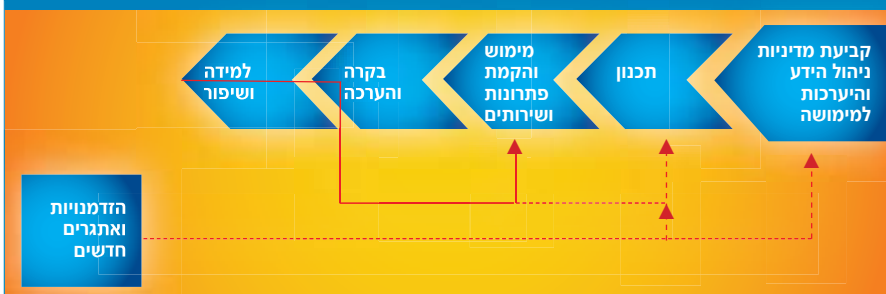 קביעת מדיניות
ניהול הידע
והיערכות
למימושה
תכנון
מימוש
והקמת
פתרונות
ושירותים
בקרה
והערכה
למידה
ושיפור
הזדמנויות
ואתגרים
חדשים